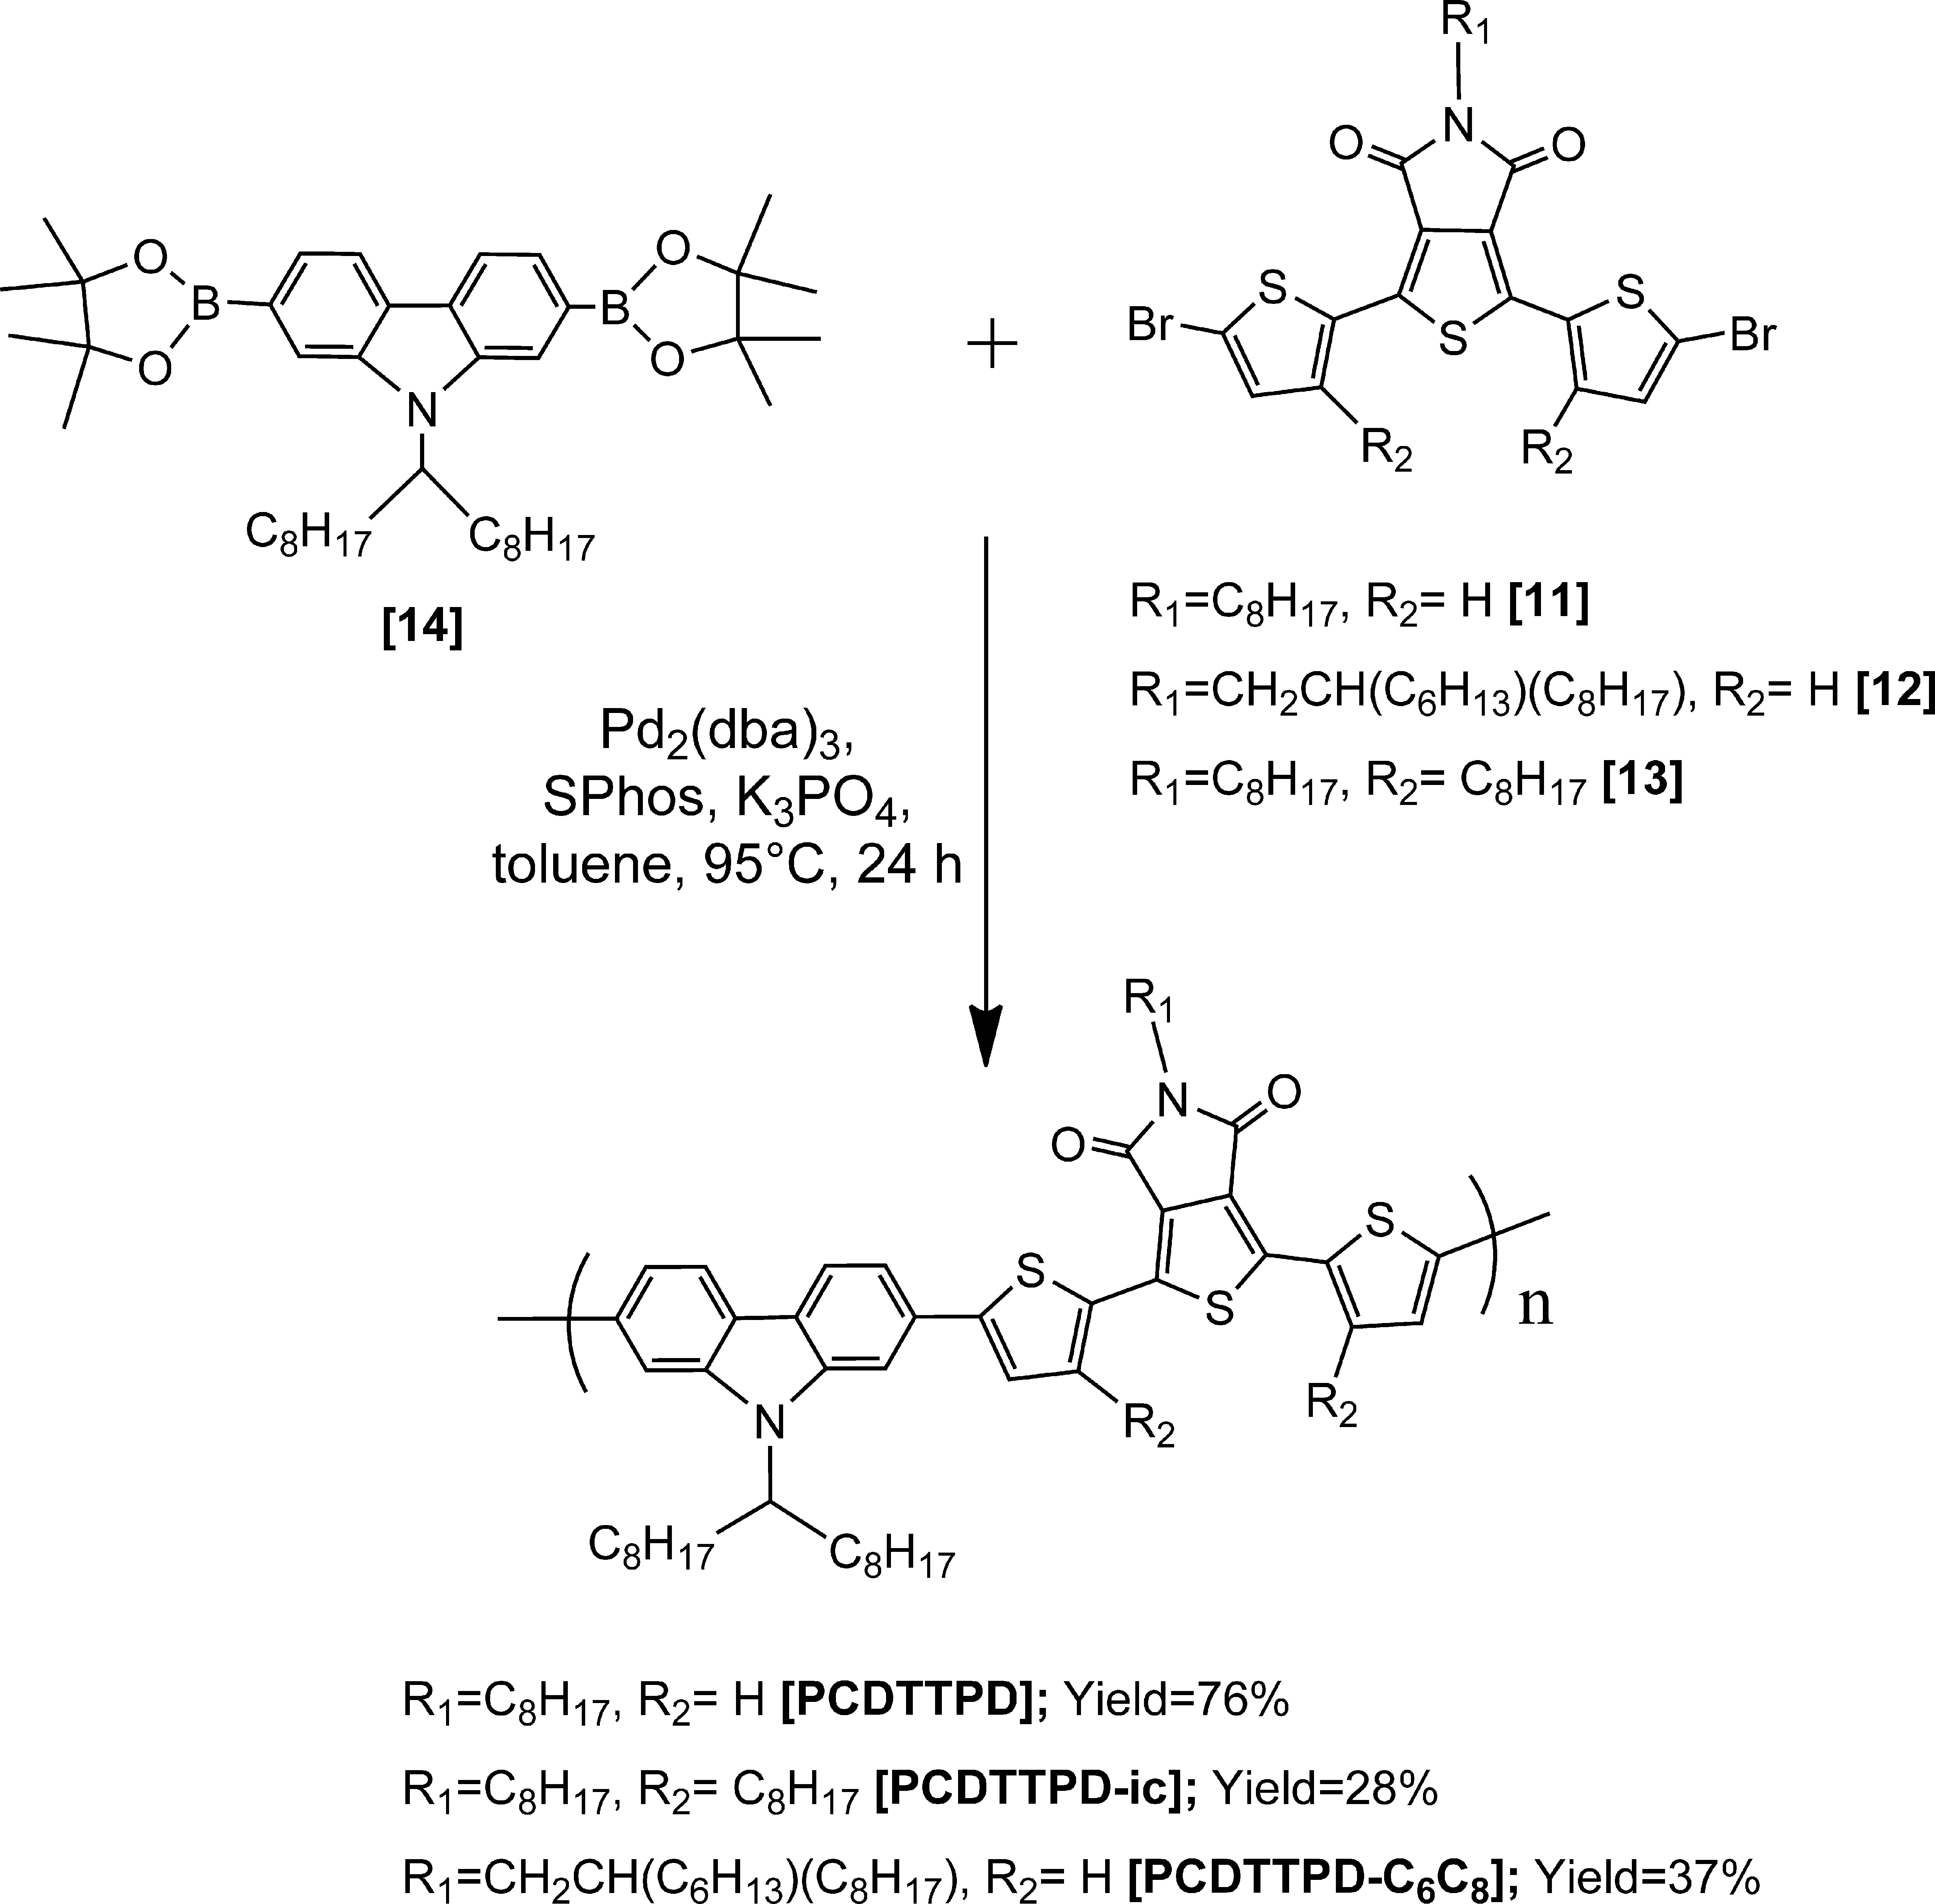 R₁
N
O O
O O
B B
O O
S S
Br S Br
N
R₂ R₂
+
C₈H₁₇ C₈H₁₇
[14]
R₁=C₈H₁₇, R₂= H [11]
R₁=CH₂CH(C₆H₁₃)(C₈H₁₇), R₂= H [12]
R₁=C₈H₁₇, R₂= C₈H₁₇ [13]
Pd₂(dba)₃,
SPhos, K₃PO₄,
toluene, 95°C, 24 h
R₁
N
O O
S S S
n
N
R₂ R₂
C₈H₁₇ C₈H₁₇
R₁=C₈H₁₇, R₂= H [PCDTTPD]; Yield=76%
R₁=C₈H₁₇, R₂= C₈H₁₇ [PCDTTPD-ic]; Yield=28%
R₁=CH₂CH(C₆H₁₃)(C₈H₁₇), R₂= H [PCDTTPD-C₆C₈]; Yield=37%